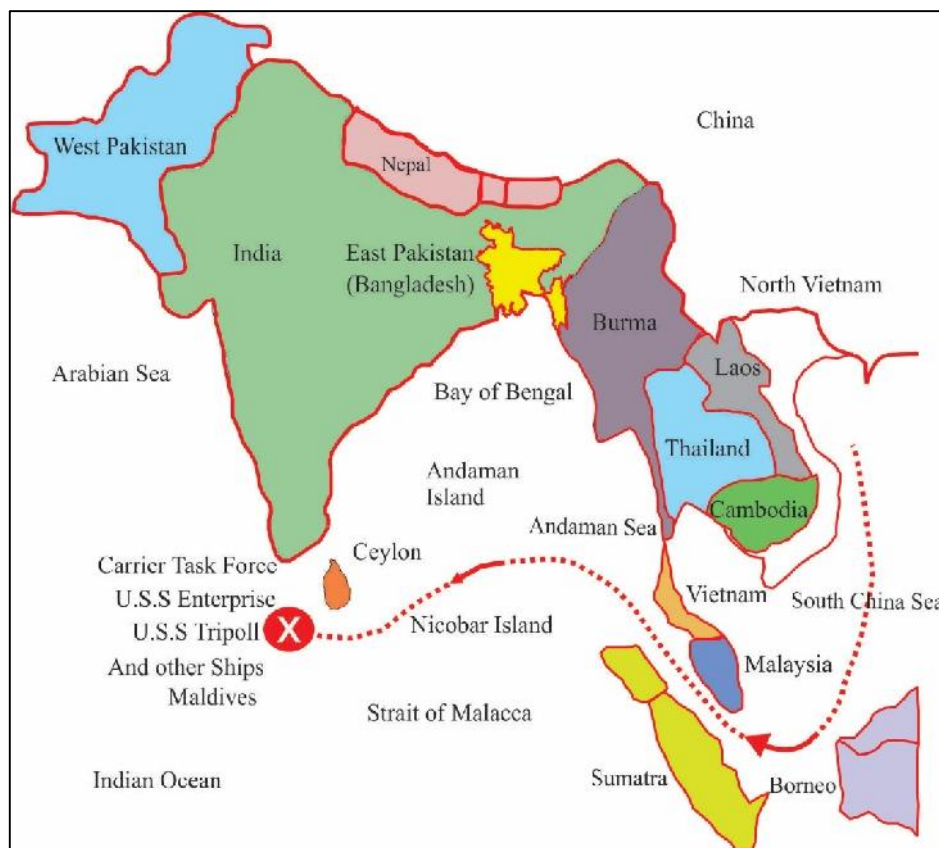 China
West Pakistan
Nepal
India
East Pakistan
(Bangladesh)
North Vietnam
Burma
Arabian Sea
Laos
Bay of Bengal
Thailand
Andaman
Island
Cambodia
Andaman Sea
Ceylon
Carrier Task Force
U.S.S Enterprise
U.S.S Tripoll
And other Ships
Maldives
X
Vietnam
South China Sea
Nicobar Island
Malaysia
Strait of Malacca
Indian Ocean
Sumatra
Borneo